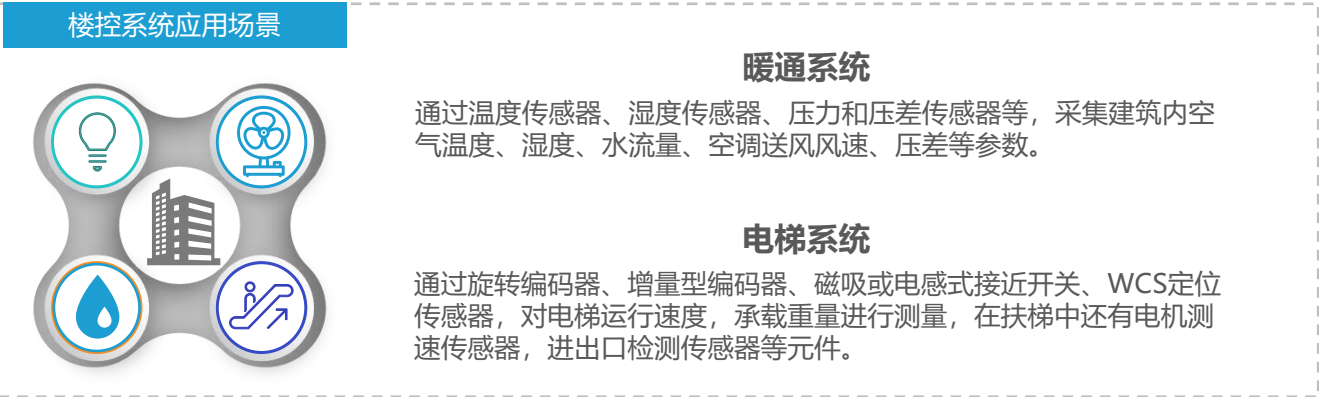 楼控系统应用场景
暖通系统
通过温度传感器、湿度传感器、压力和压差传感器等，采集建筑内空
气温度、湿度、水流量、空调送风风速、压差等参数。
电梯系统
通过旋转编码器、增量型编码器、磁吸或电感式接近开关、WCS定位
传感器，对电梯运行速度，承载重量进行测量，在扶梯中还有电机测
速传感器，进出口检测传感器等元件。